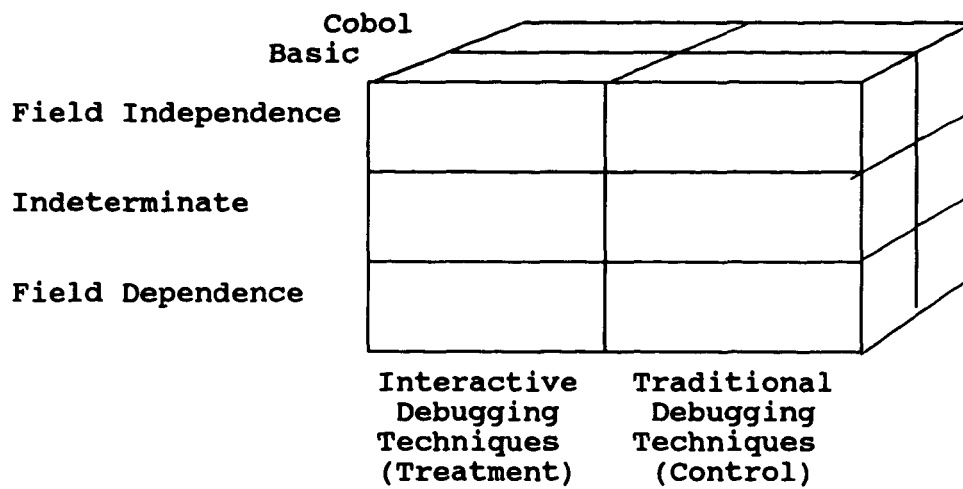 Cobol
Basic
Field Independence
Indeterminate
Field Dependence
Interactive
Debugging
Techniques
(Treatment)
Traditional
Debugging
Techniques
(Control)